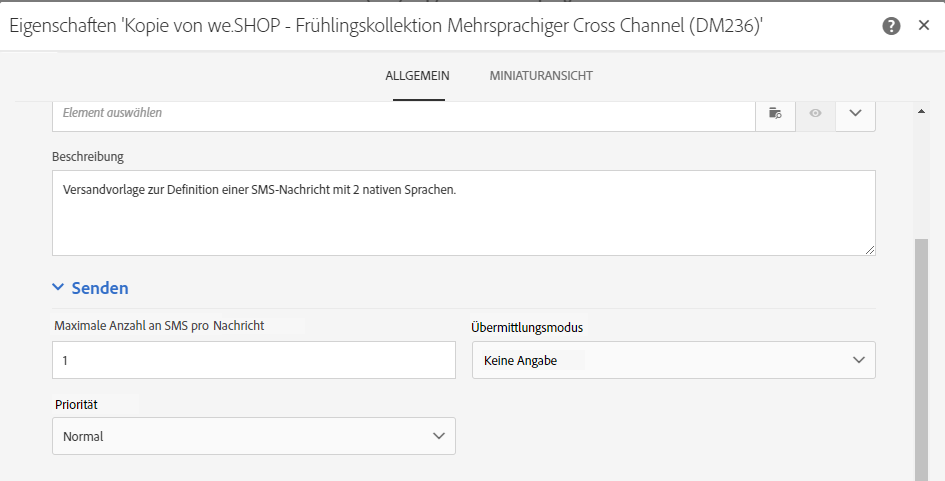 Eigenschaften 'Kopie von we.SHOP - Frühlingskollektion Mehrsprachiger Cross Channel (DM236)'
ALLGEMEIN MINIATURANSICHT
Element auswählen
Beschreibung
Versandvorlage zur Definition einer SMS-Nachricht mit 2 nativen Sprachen.
Senden
Maximale Anzahl an SMS pro Nachricht Übermittlungsmodus
1 Keine Angabe
Priorität
Normal